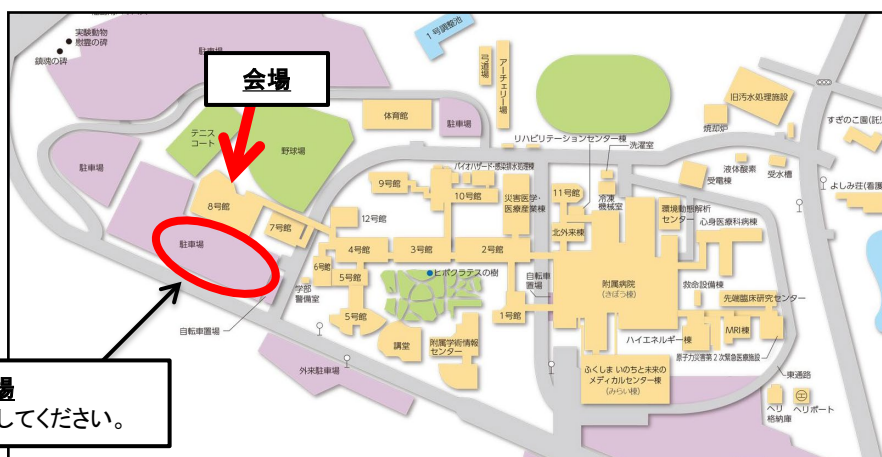 実験動物
慰霊の碑
鎮魂の碑
駐車場
1号調整池
弓道場
アーチェリー場
会場
テニス
コート
野球場
体育館
駐車場
リハビリテーションセンター棟
洗濯室
焼却炉
旧汚水処理施設
すぎのこ園(託児
液体酸素
受水槽
受電棟
よしみ荘(看護
駐車場
バイオハザード・感染排水処理棟
9号館
10号館
災害医学・
医療産業棟
11号館
冷凍
機械室
環境動態解析
センター
心身医療科病棟
8号館
7号館
12号館
北外来棟
駐車場
4号館
3号館
2号館
6号館
5号館
ヒポクラテスの樹
自転車
置場
附属病院
(きぼう棟)
救命設備棟
先端臨床研究センター
学部
警備室
5号館
1号館
自転車置場
講堂
附属学術情報
センター
ハイエネルギー棟
MRI棟
原子力災害第2次緊急医療施設
外来駐車場
ふくしま いのちと未来の
メディカルセンター棟
(みらい棟)
東通路
ヘリ
格納庫
ヘリポート
場
してください。